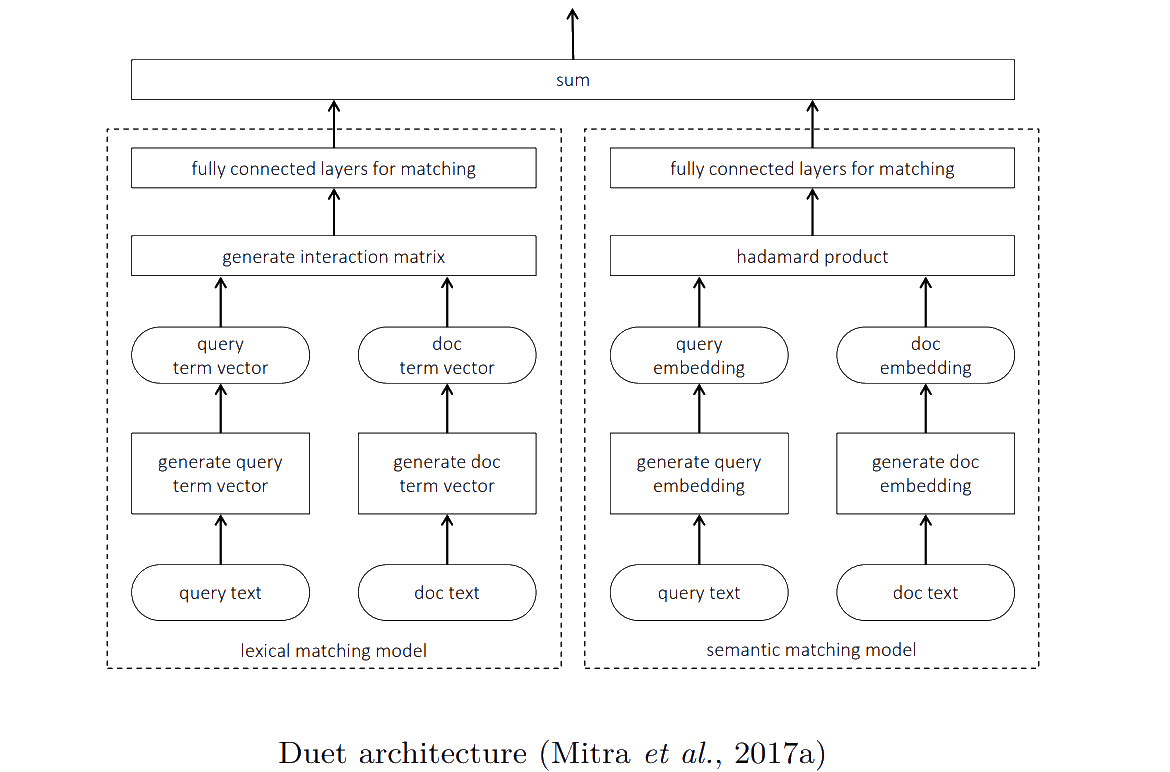 sum
fully connected layers for matching
generate interaction matrix
query
term vector
doc
term vector
generate query
term vector
generate doc
term vector
query text
doc text
lexical matching model
fully connected layers for matching
hadamard product
query
embedding
doc
embedding
generate query
embedding
generate doc
embedding
query text
doc text
semantic matching model
Duet architecture (Mitra et al., 2017a)